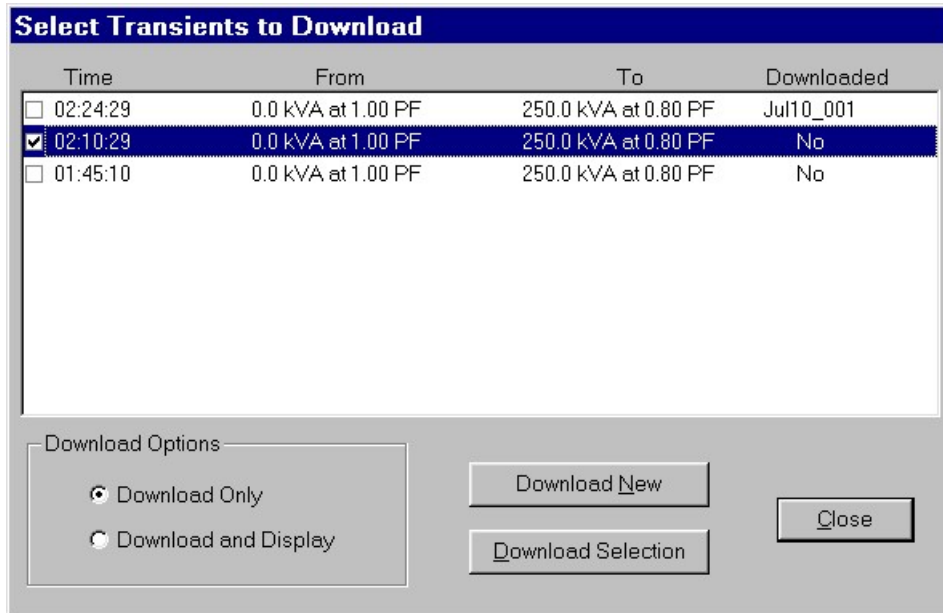 Select Transients to Download
Time From To Downloaded
02:24:29 0.0 kVA at 1.00 PF 250.0 kVA at 0.80 PF Jul10_001
02:10:29 0.0 kVA at 1.00 PF 250.0 kVA at 0.80 PF No
01:45:10 0.0 kVA at 1.00 PF 250.0 kVA at 0.80 PF No
Download Options
Download Only
Download and Display
Download New
Download Selection
Close